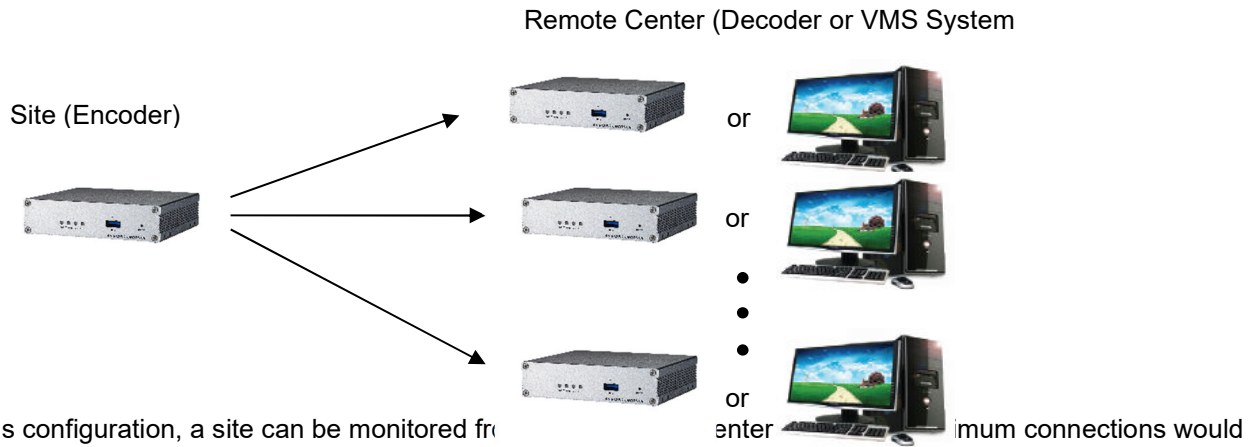 Remote Center (Decoder or VMS System
Site (Encoder)
or
or
or
s configuration, a site can be monitored enter imum connections would